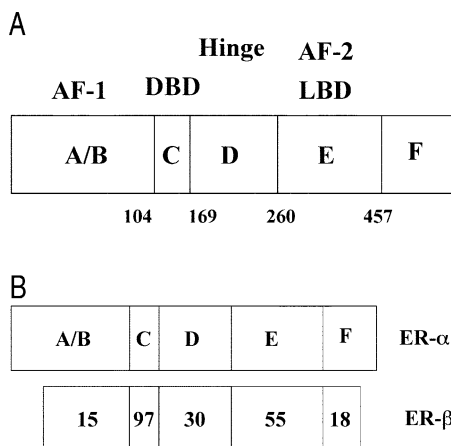 A
Hinge AF-2
AF-1 DBD LBD
A/B C D E F
104 169 260 457
B
A/B C D E F ER-α
15 97 30 55 18 ER-β